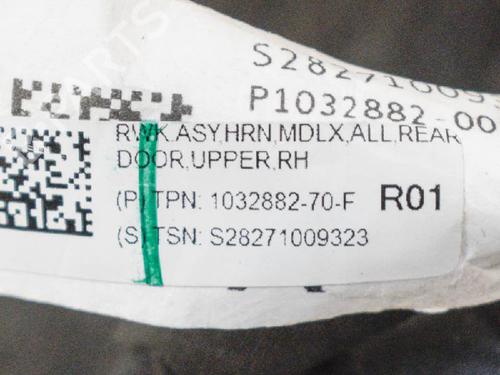 S28271009
P1032882-00
RWK,ASY,HRN,MDLX,ALL,REAR
DOOR,UPPER,RH
(P) TPN: 1032882-70-F R01
(S) TSN: S28271009323